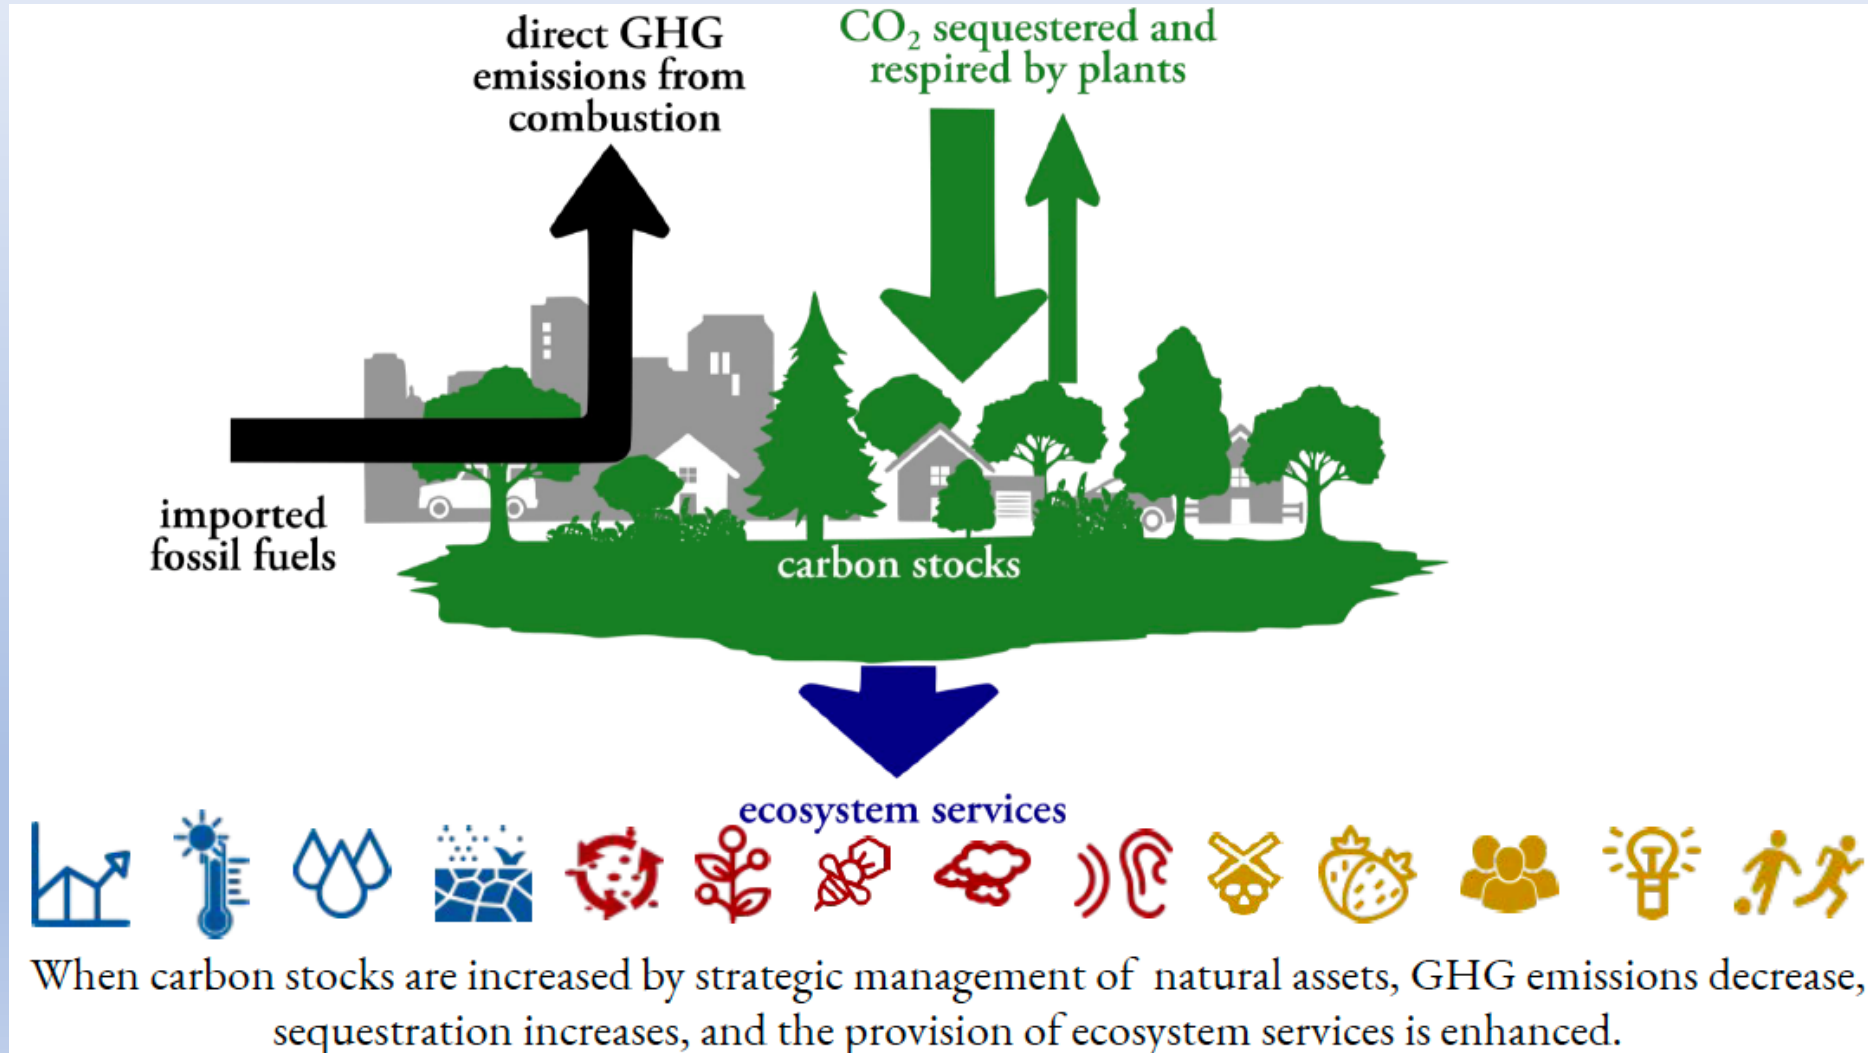 direct GHG
emissions from
combustion
CO₂ sequestered and
respired by plants
imported
fossil fuels
carbon stocks
ecosystem services
When carbon stocks are increased by strategic management of natural assets, GHG emissions decrease,
sequestration increases, and the provision of ecosystem services is enhanced.